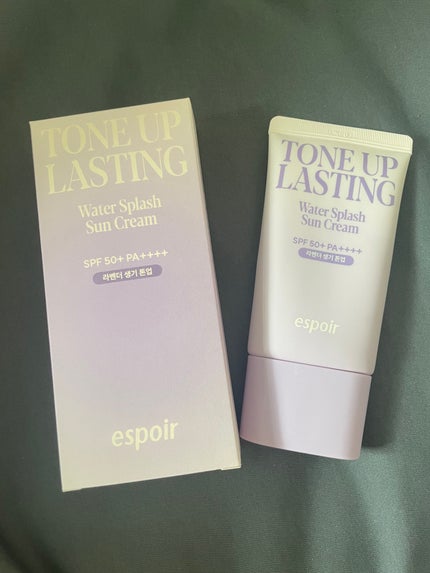 TONE UP
LASTING
Water Splash
Sun Cream
SPF 50+ PA++++
라벤더 생기 톤업
espoir
TONE UP
LASTING
Water Splash
Sun Cream
SPF 50+ PA++++
라벤더 생기 톤업
espoir